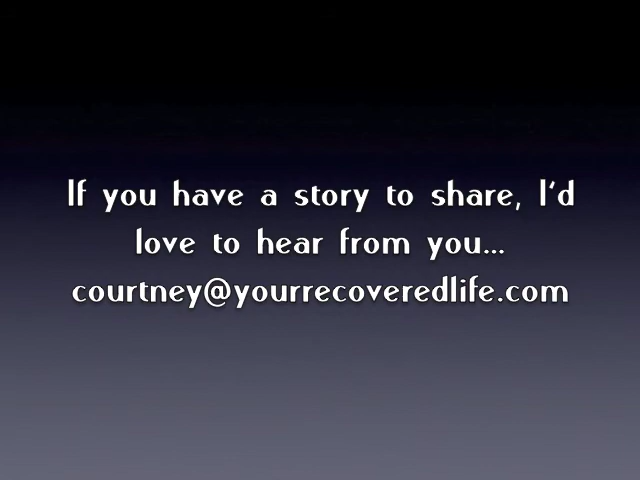 If you have a story to share, I'd
love to hear from you...
courtney@yourrecoveredlife.com